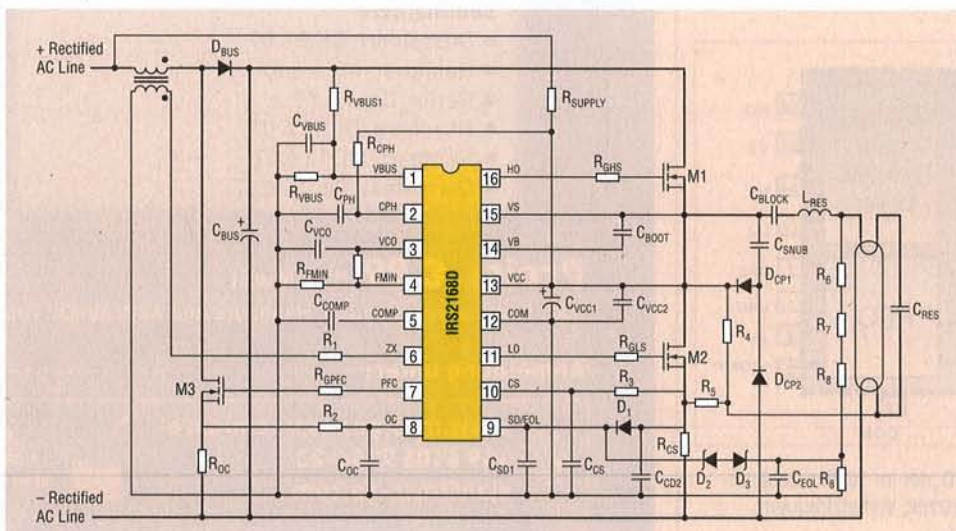 + Rectified
AC Line
DBUS
RVBUS1
RSUPPLY
CVBUS
RCPH
RVBUS
CPH
CVCO
RFMIN
CBUS
CCOMP
R1
RGPFC
M3
R2
ROC
COC
VBUS 1
CPH 2
VCO 3
FMIN 4
COMP 5
ZX 6
PFC 7
OC 8
IRS2168D
16 HO
15 VS
14 VB
13 VCC
12 COM
11 LO
10 CS
9 SD/EOL
RGHS
M1
CBOOT
CBLOCK
LRES
CSNUB
DCP1
CVCC1
CVCC2
RGLS
M2
R4
R6
R7
R8
CRES
DCP2
R3
R5
D1
RCS
CSD1
CCS
CCD2
D2
D3
CEOL
R8
– Rectified
AC Line